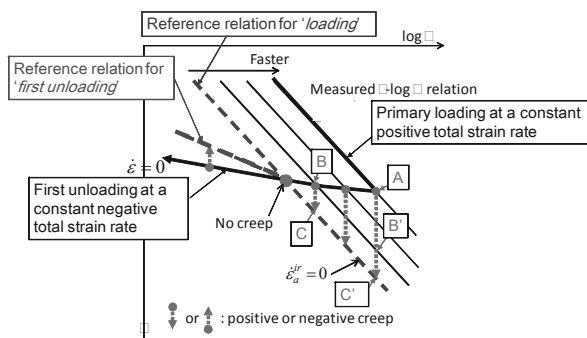 Reference relation for 'loading'
log □
Faster
Reference relation for
'first unloading'
Measured □-log □ relation
Primary loading at a constant
positive total strain rate
ε̇ = 0
B
A
First unloading at a
constant negative
total strain rate
No creep
C
B'
ε̇ᵢʳₐ = 0
C'
or : positive or negative creep
□